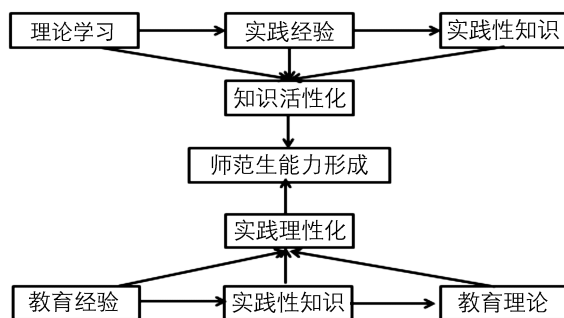 理论学习 实践经验 实践性知识
知识活性化
师范生能力形成
实践理性化
教育经验 实践性知识 教育理论